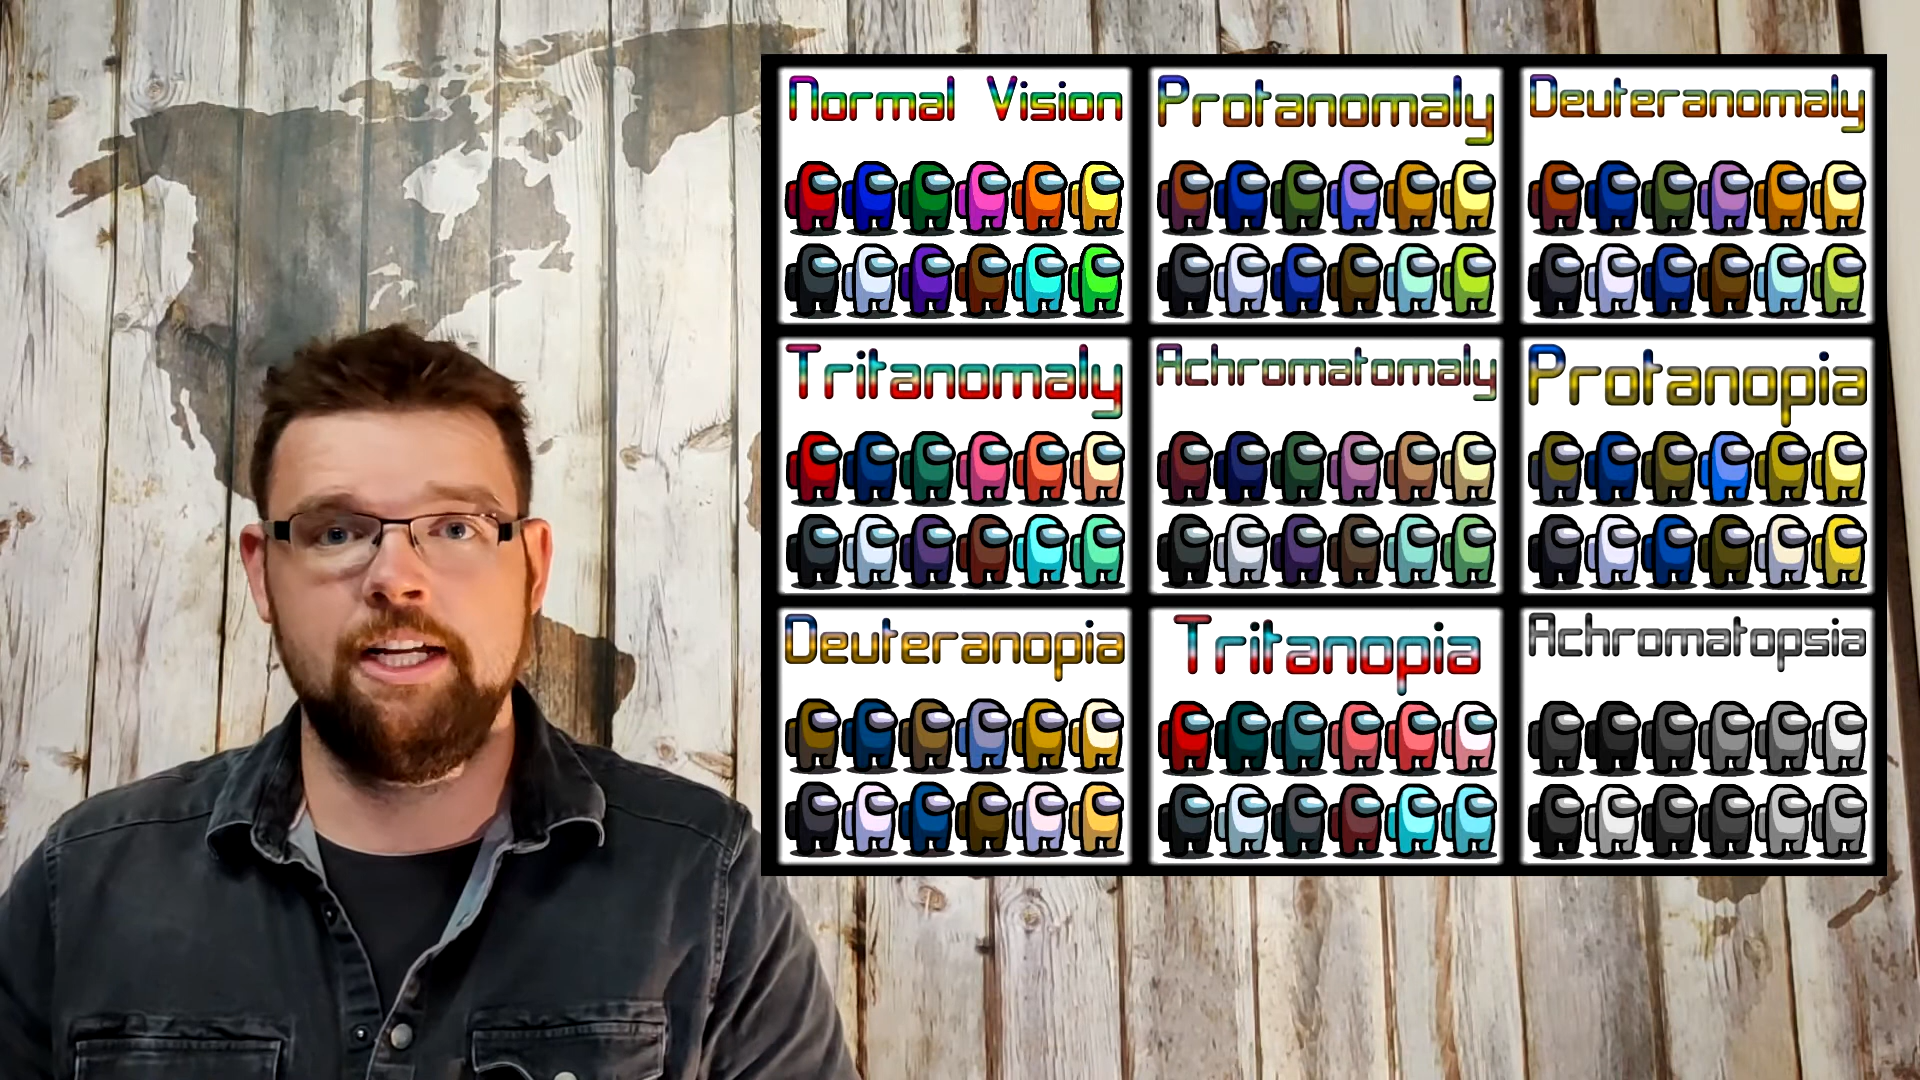 Normal Vision
Protanomaly
Deuteranomaly
Tritanomaly
Achromatomaly
Protanopia
Deuteranopia
Tritanopia
Achromatopsia